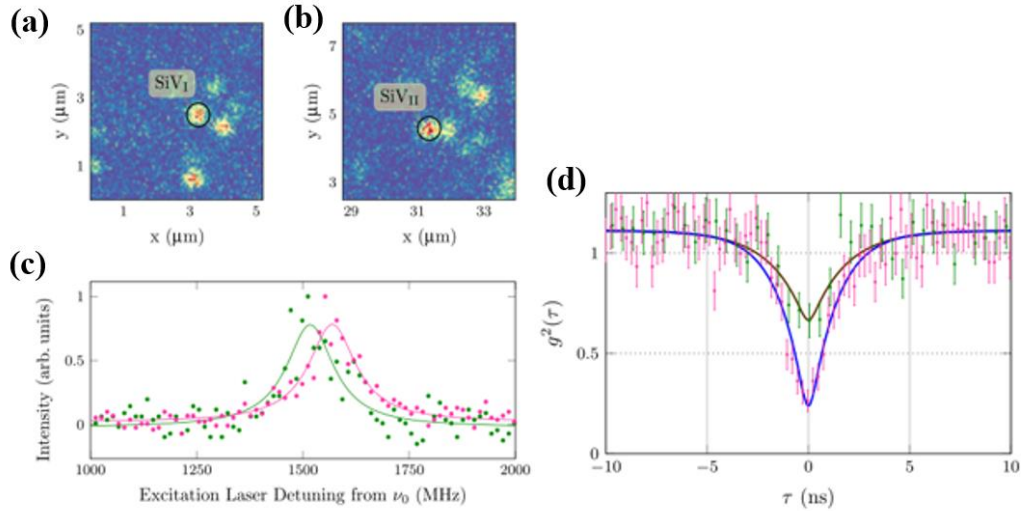 (a)
5
3
1
y (μm)
SiV_I
1 3 5
x (μm)
(b)
7
5
3
y (μm)
SiV_II
29 31 33
x (μm)
(c)
1
0.5
0
Intensity (arb. units)
1000 1250 1500 1750 2000
Excitation Laser Detuning from ν₀ (MHz)
(d)
1
0.5
0
g²(τ)
−10 −5 0 5 10
τ (ns)